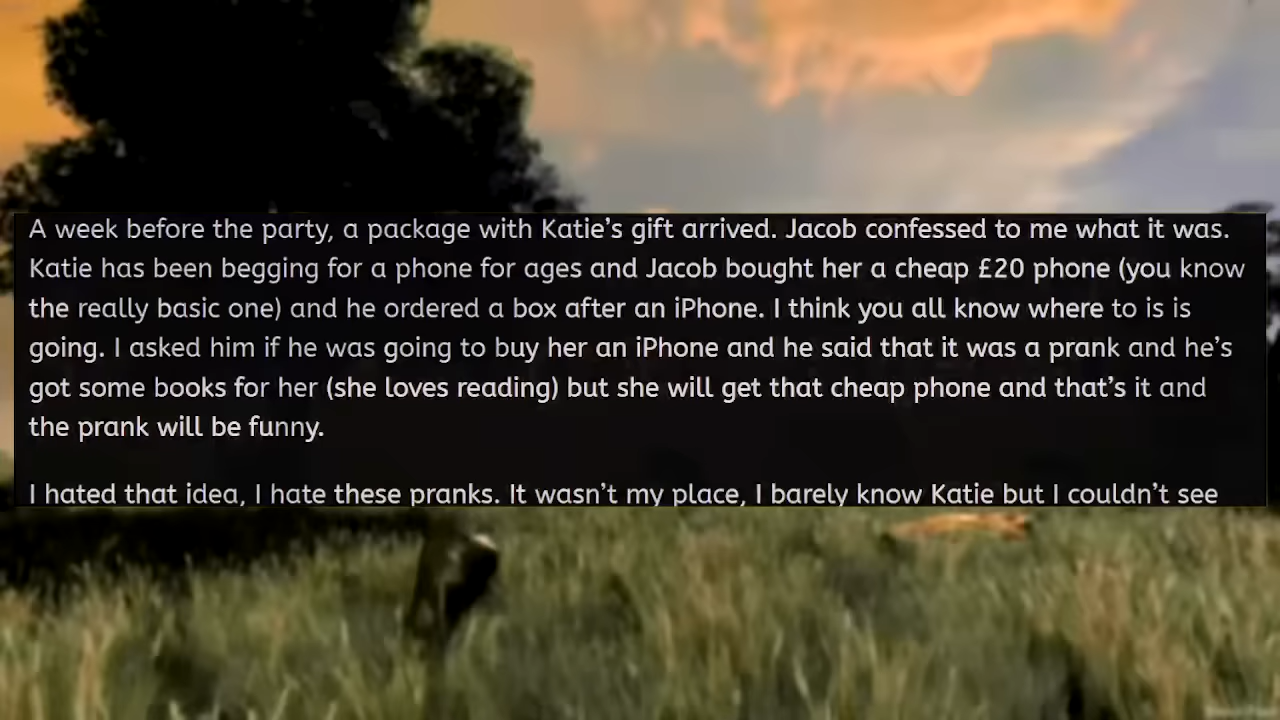 A week before the party, a package with Katie's gift arrived. Jacob confessed to me what it was.
Katie has been begging for a phone for ages and Jacob bought her a cheap £20 phone (you know
the really basic one) and he ordered a box after an iPhone. I think you all know where to is is
going. I asked him if he was going to buy her an iPhone and he said that it was a prank and he's
got some books for her (she loves reading) but she will get that cheap phone and that's it and
the prank will be funny.
I hated that idea, I hate these pranks. It wasn't my place, I barely know Katie but I couldn't see